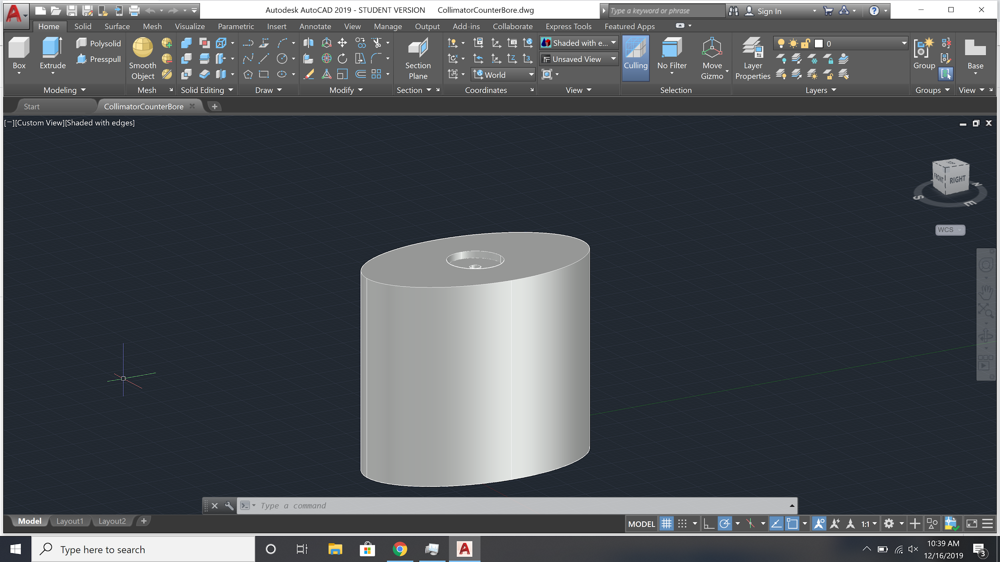 Autodesk AutoCAD 2019 - STUDENT VERSION CollimatorCounterBore.dwg
Type a keyword or phrase
Sign In
Home Solid Surface Mesh Visualize Parametric Insert Annotate View Manage Output Add-ins Collaborate Express Tools Featured Apps
Box
Extrude
Polysolid
Presspull
Smooth
Object
Section
Plane
World
Shaded with e...
Unsaved View
Culling
No Filter
Move
Gizmo
Layer
Properties
0
Group
Base
Modeling Mesh Solid Editing Draw Modify Section Coordinates View Selection Layers Groups View
Start CollimatorCounterBore
[−][Custom View][Shaded with edges]
TOP
FRONT RIGHT
S E N
WCS
Type a command
Model Layout1 Layout2
MODEL 1:1
Type here to search
10:39 AM
12/16/2019
3